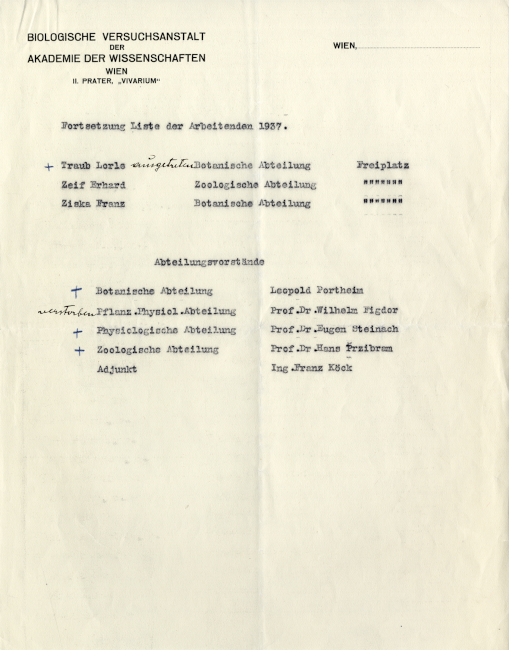 BIOLOGISCHE VERSUCHSANSTALT
DER
AKADEMIE DER WISSENSCHAFTEN
WIEN
II. PRATER, „VIVARIUM“
WIEN,
Fortsetzung Liste der Arbeitenden 1937.
+ Traub Lorle ausgetreten Botanische Abteilung Freiplatz
Zeif Erhard Zoologische Abteilung """""""
Ziska Franz Botanische Abteilung """""""
Abteilungsvorstände
+ Botanische Abteilung Leopold Portheim
verstorben Pflanz.Physiol.Abteilung Prof.Dr.Wilhelm Figdor
+ Physiologische Abteilung Prof.Dr.Eugen Steinach
+ Zoologische Abteilung Prof.Dr.Hans Przibram
Adjunkt Ing.Franz Köck